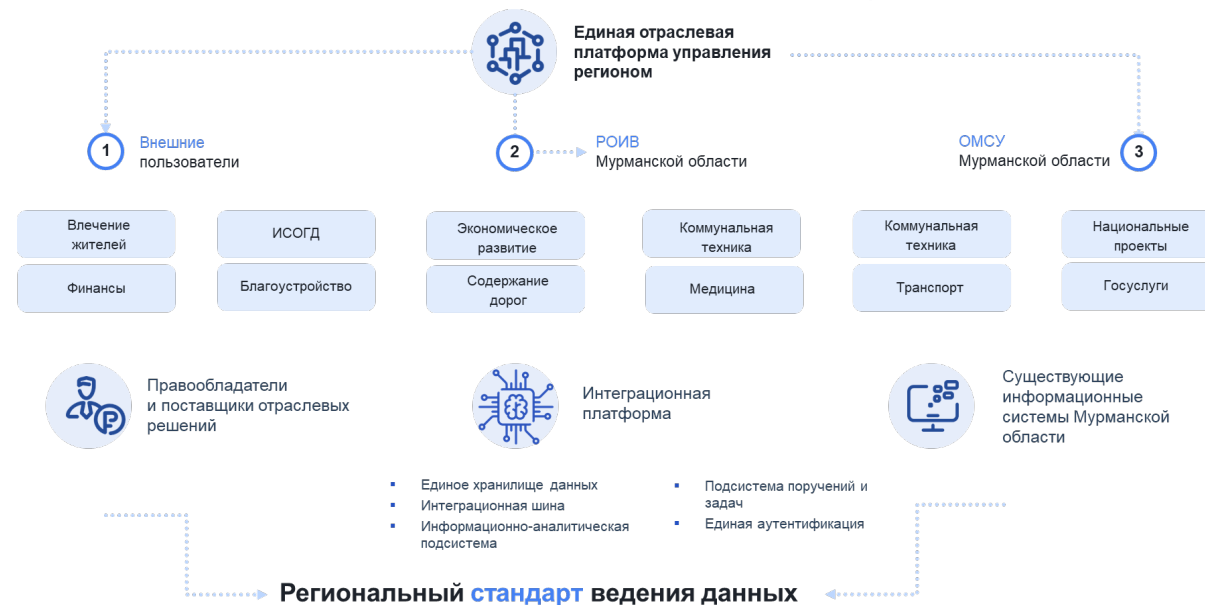 Единая отраслевая
платформа управления
регионом
1
Внешние
пользователи
2
РОИВ
Мурманской области
ОМСУ
Мурманской области
3
Влечение
жителей
ИСОГД
Экономическое
развитие
Коммунальная
техника
Коммунальная
техника
Национальные
проекты
Финансы
Благоустройство
Содержание
дорог
Медицина
Транспорт
Госуслуги
Правообладатели
и поставщики отраслевых
решений
Интеграционная
платформа
Существующие
информационные
системы Мурманской
области
Единое хранилище данных
Интеграционная шина
Информационно-аналитическая
подсистема
Подсистема поручений и
задач
Единая аутентификация
Региональный стандарт ведения данных